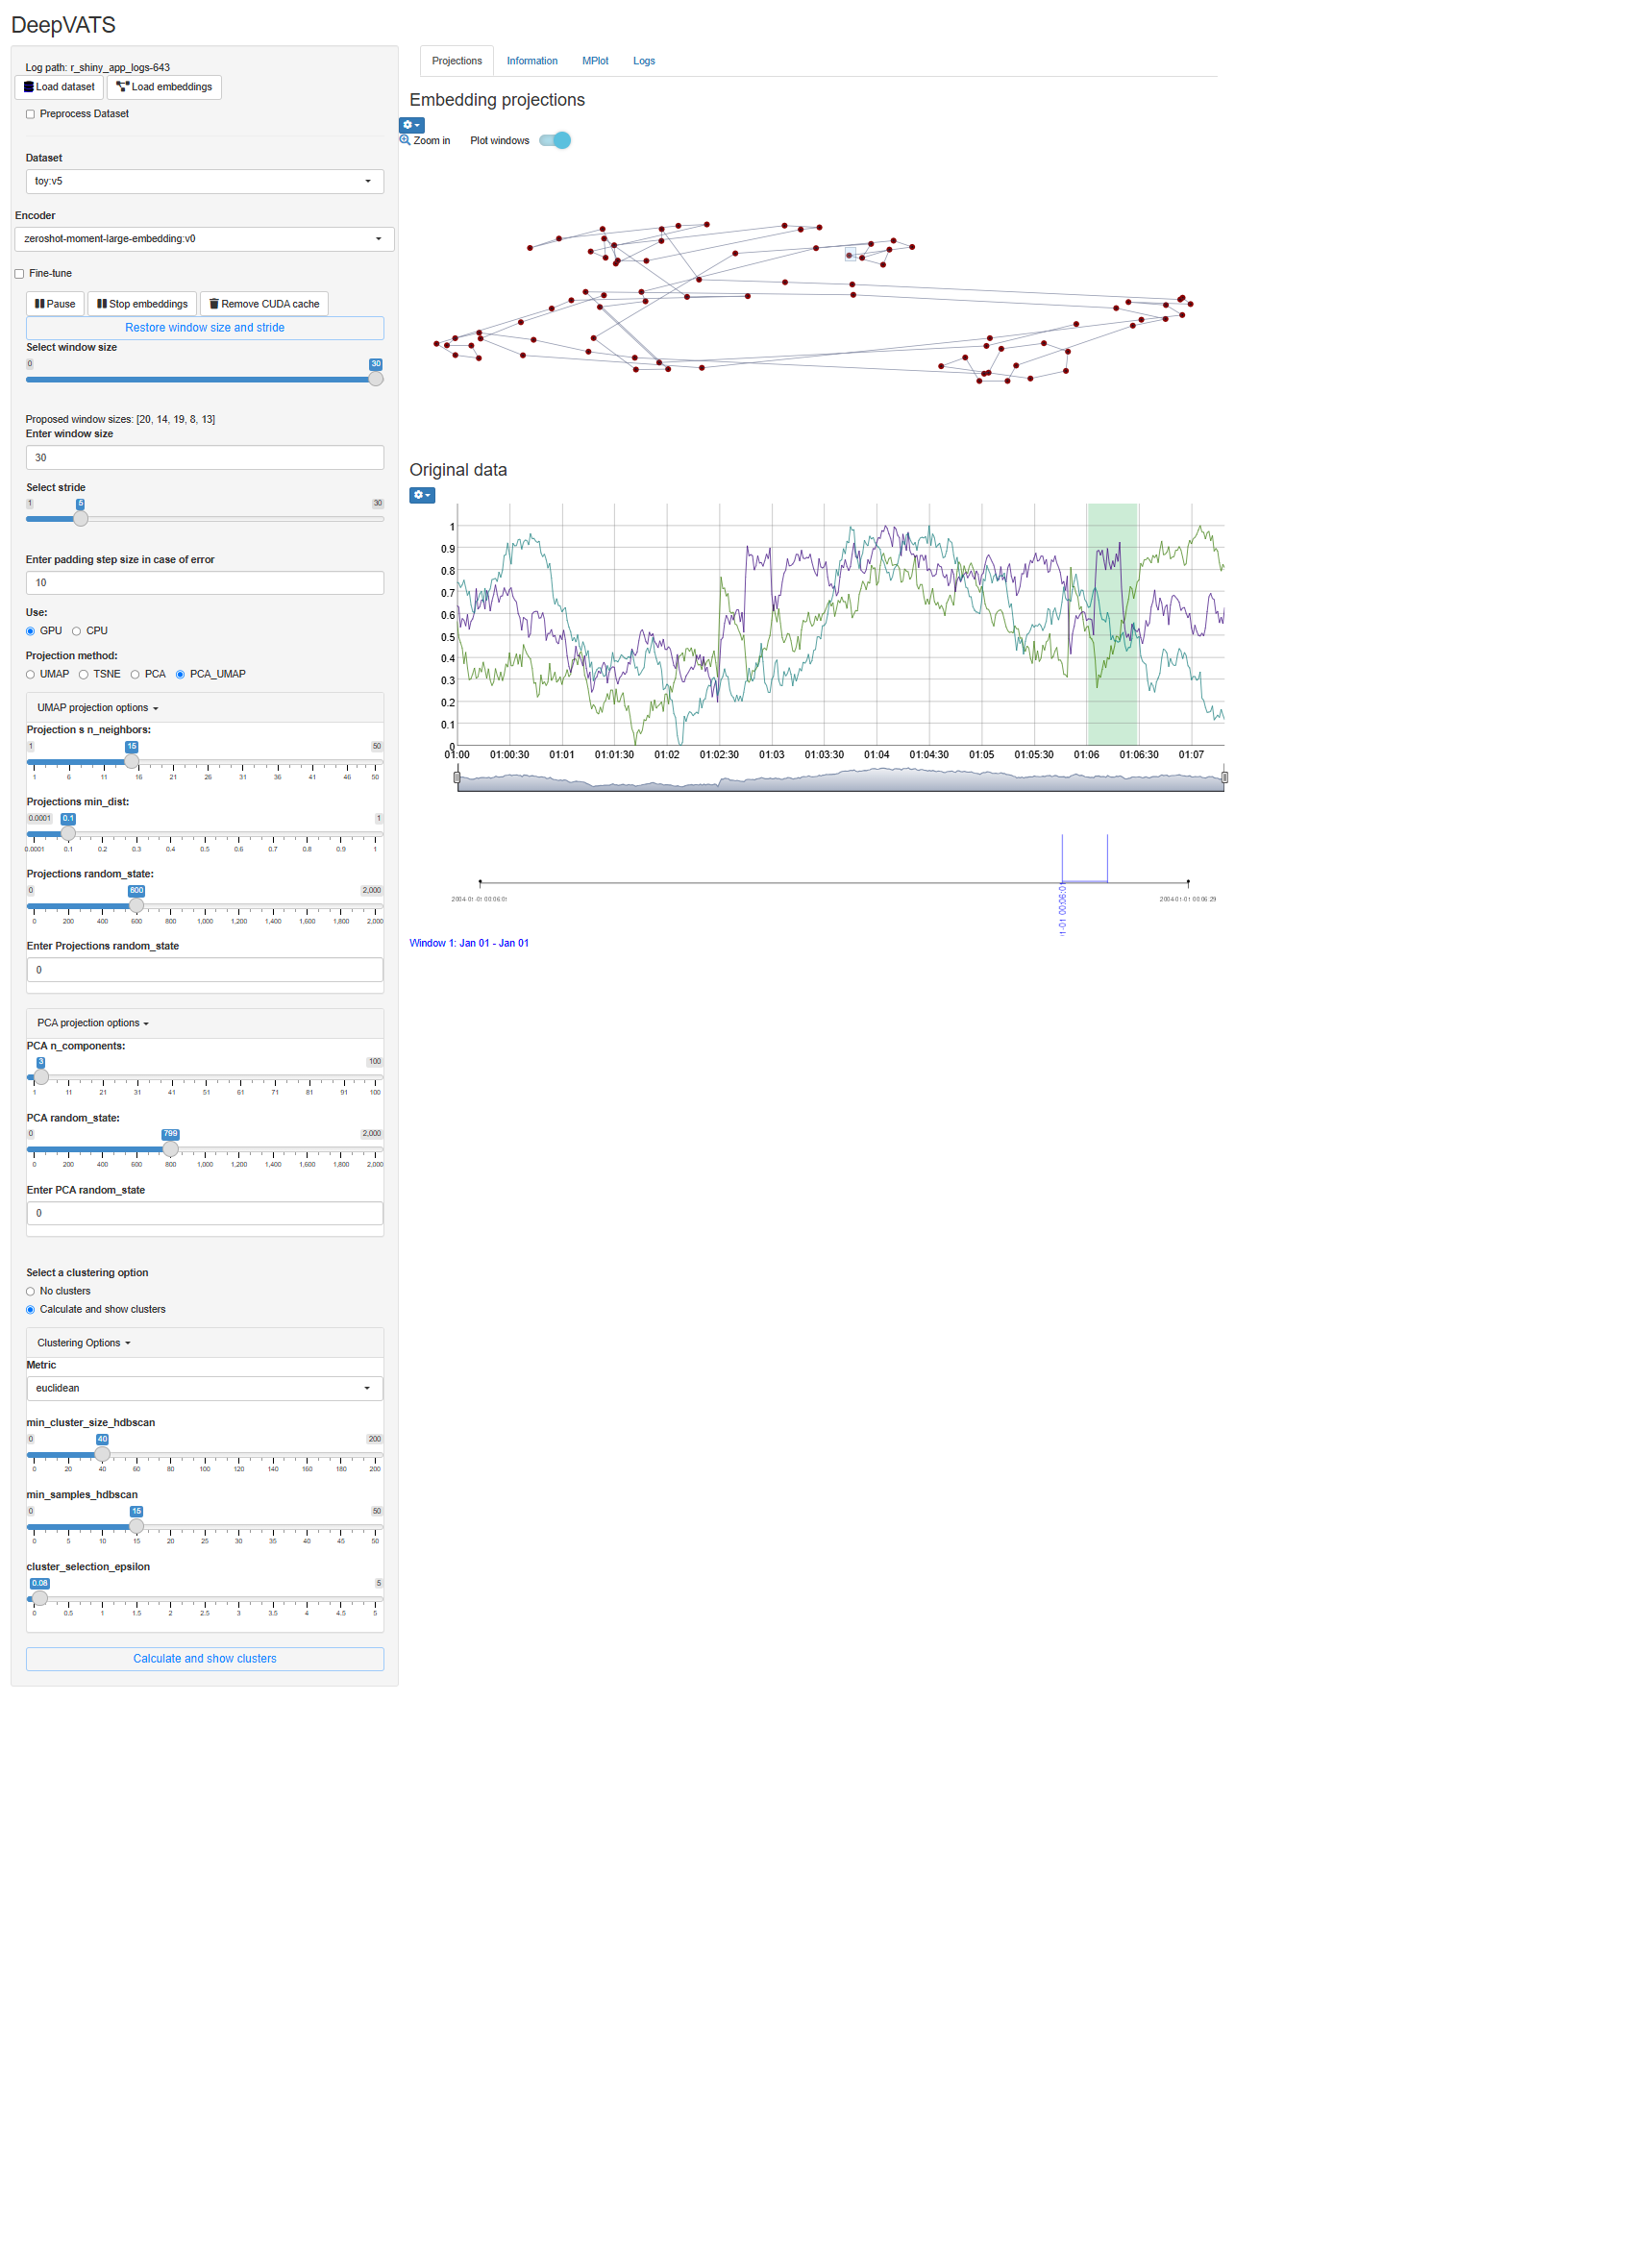 DeepVATS
Log path: r_shiny_app_logs-643
Load dataset Load embeddings
Preprocess Dataset
Dataset
toy:v5
Encoder
zeroshot-moment-large-embedding:v0
Fine-tune
Pause Stop embeddings Remove CUDA cache
Restore window size and stride
Select window size
0 30
Proposed window sizes: [20, 14, 19, 8, 13]
Enter window size
30
Select stride
1 5 30
Enter padding step size in case of error
10
Use:
GPU CPU
Projection method:
UMAP TSNE PCA PCA_UMAP
UMAP projection options
Projection s n_neighbors:
1 15 50
1 6 11 16 21 26 31 36 41 46 50
Projections min_dist:
0.0001 0.1 1
0.0001 0.1 0.2 0.3 0.4 0.5 0.6 0.7 0.8 0.9 1
Projections random_state:
0 600 2,000
0 200 400 600 800 1,000 1,200 1,400 1,600 1,800 2,000
Enter Projections random_state
0
PCA projection options
PCA n_components:
3 100
1 11 21 31 41 51 61 71 81 91 100
PCA random_state:
0 799 2,000
0 200 400 600 800 1,000 1,200 1,400 1,600 1,800 2,000
Enter PCA random_state
0
Select a clustering option
No clusters
Calculate and show clusters
Clustering Options
Metric
euclidean
min_cluster_size_hdbscan
0 40 200
0 20 40 60 80 100 120 140 160 180 200
min_samples_hdbscan
0 15 50
0 5 10 15 20 25 30 35 40 45 50
cluster_selection_epsilon
0.08 5
0 0.5 1 1.5 2 2.5 3 3.5 4 4.5 5
Calculate and show clusters
Projections Information MPlot Logs
Embedding projections
Zoom in Plot windows
Original data
1
0.9
0.8
0.7
0.6
0.5
0.4
0.3
0.2
0.1
0
01:00 01:00:30 01:01 01:01:30 01:02 01:02:30 01:03 01:03:30 01:04 01:04:30 01:05 01:05:30 01:06 01:06:30 01:07
2004-01-01 00:06:01 2004-01-01 00:06:29
1-01 00:06:01
Window 1: Jan 01 - Jan 01